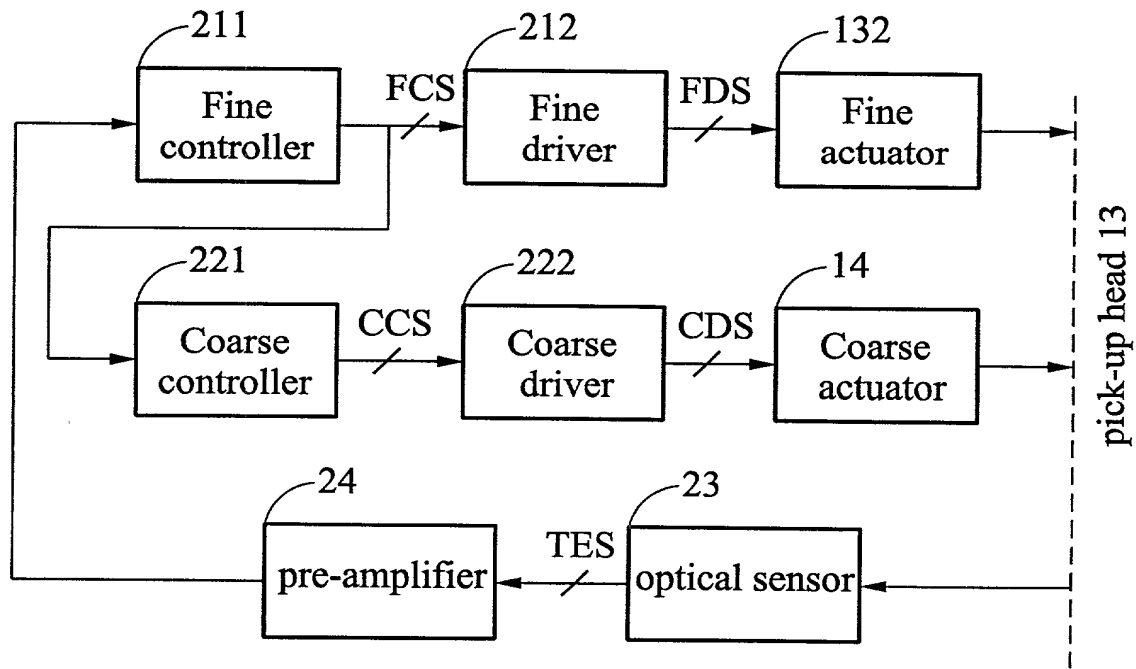 211
212
132
Fine
controller
FCS
Fine
driver
FDS
Fine
actuator
221
222
14
Coarse
controller
CCS
Coarse
driver
CDS
Coarse
actuator
pick-up head 13
24
23
pre-amplifier
TES
optical sensor